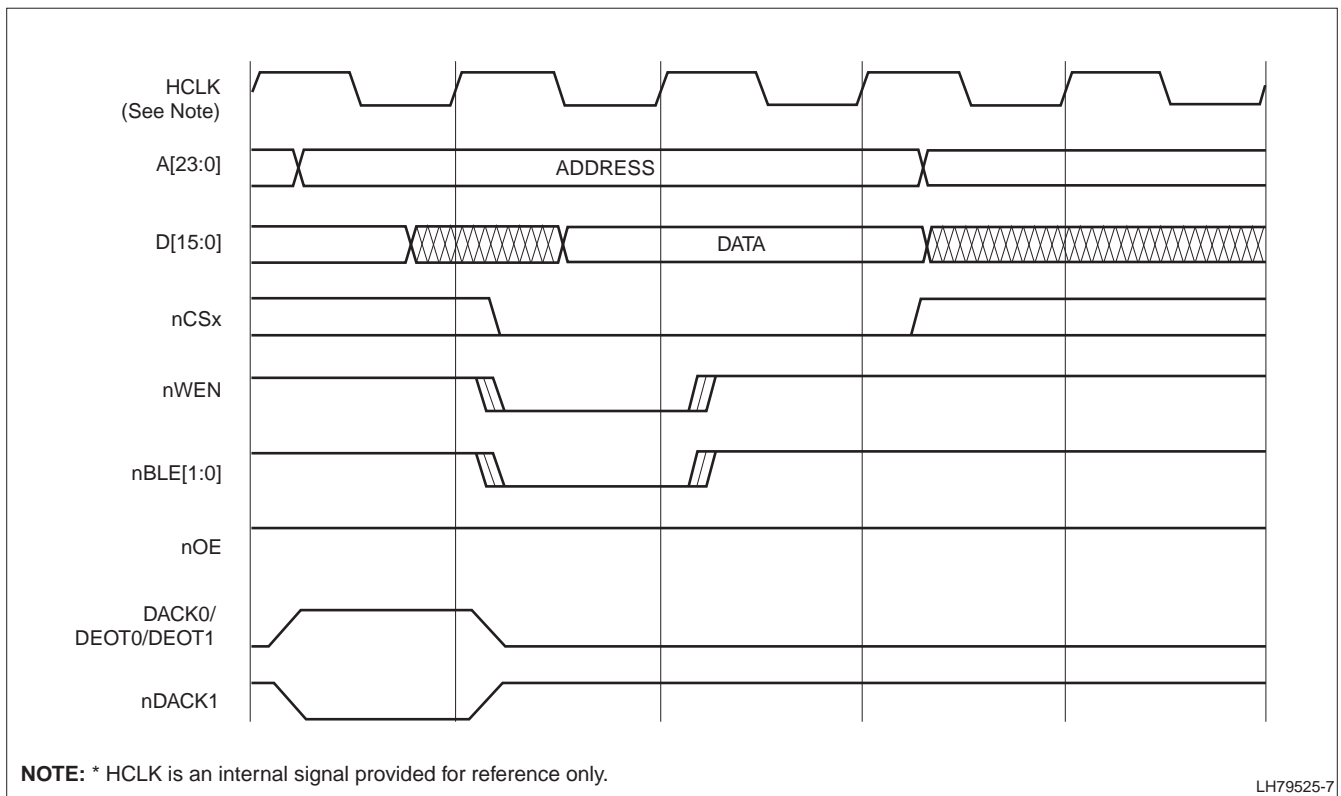 HCLK
(See Note)
A[23:0]
ADDRESS
D[15:0]
DATA
nCSx
nWEN
nBLE[1:0]
nOE
DACK0/
DEOT0/DEOT1
nDACK1
NOTE: * HCLK is an internal signal provided for reference only.
LH79525-7